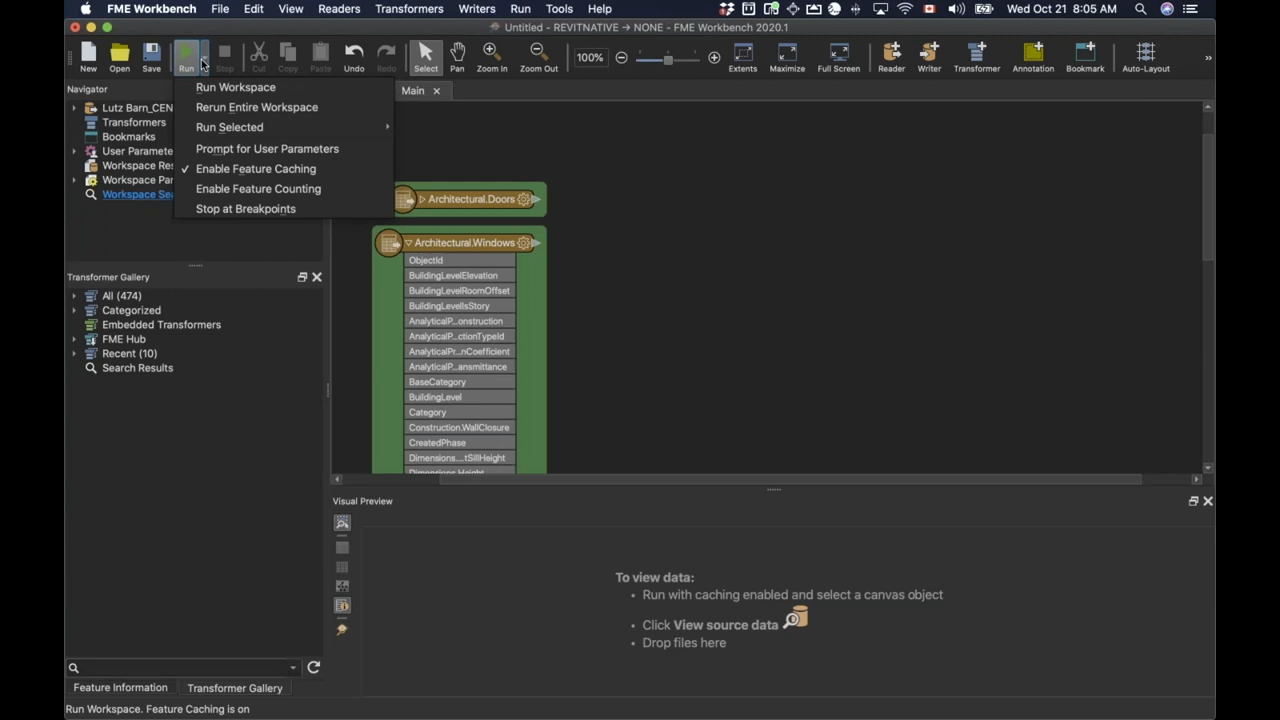 FME Workbench File Edit View Readers Transformers Writers Run Tools Help Wed Oct 21 8:05 AM
Untitled - REVITNATIVE → NONE - FME Workbench 2020.1
New Open Save Run Stop Cut Copy Paste Undo Redo Select Pan Zoom In Zoom Out 100% Extents Maximize Full Screen Reader Writer Transformer Annotation Bookmark Auto-Layout »
Navigator
Main
Lutz Barn_CEN
Transformers
Bookmarks
User Paramete
Workspace Res
Workspace Par
Workspace Sea
Run Workspace
Rerun Entire Workspace
Run Selected
Prompt for User Parameters
✓ Enable Feature Caching
Enable Feature Counting
Stop at Breakpoints
Architectural.Doors
Architectural.Windows
ObjectId
BuildingLevelElevation
BuildingLevelRoomOffset
BuildingLevelIsStory
AnalyticalP...onstruction
AnalyticalP...ctionTypeId
AnalyticalPr...nCoefficient
AnalyticalP...ansmittance
BaseCategory
BuildingLevel
Category
Construction.WallClosure
CreatedPhase
Dimensions....tSillHeight
Dimensions.Height
Transformer Gallery
All (474)
Categorized
Embedded Transformers
FME Hub
Recent (10)
Search Results
Visual Preview
To view data:
• Run with caching enabled and select a canvas object
• Click View source data
• Drop files here
Feature Information Transformer Gallery
Run Workspace. Feature Caching is on